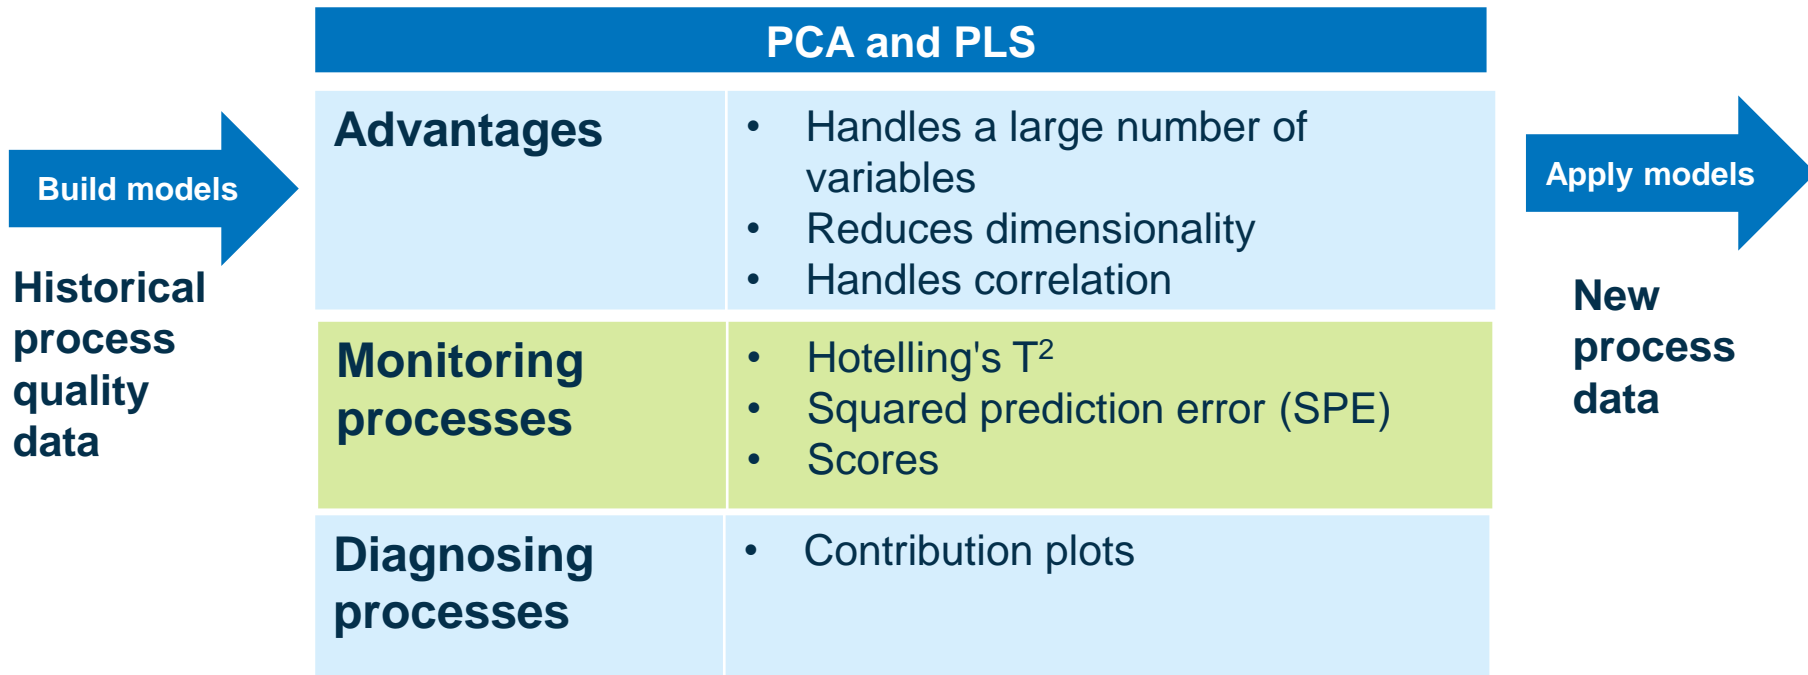 PCA and PLS
Build models
Historical
process
quality
data
Advantages
• Handles a large number of
variables
• Reduces dimensionality
• Handles correlation
Monitoring
processes
• Hotelling's T²
• Squared prediction error (SPE)
• Scores
Diagnosing
processes
• Contribution plots
Apply models
New
process
data